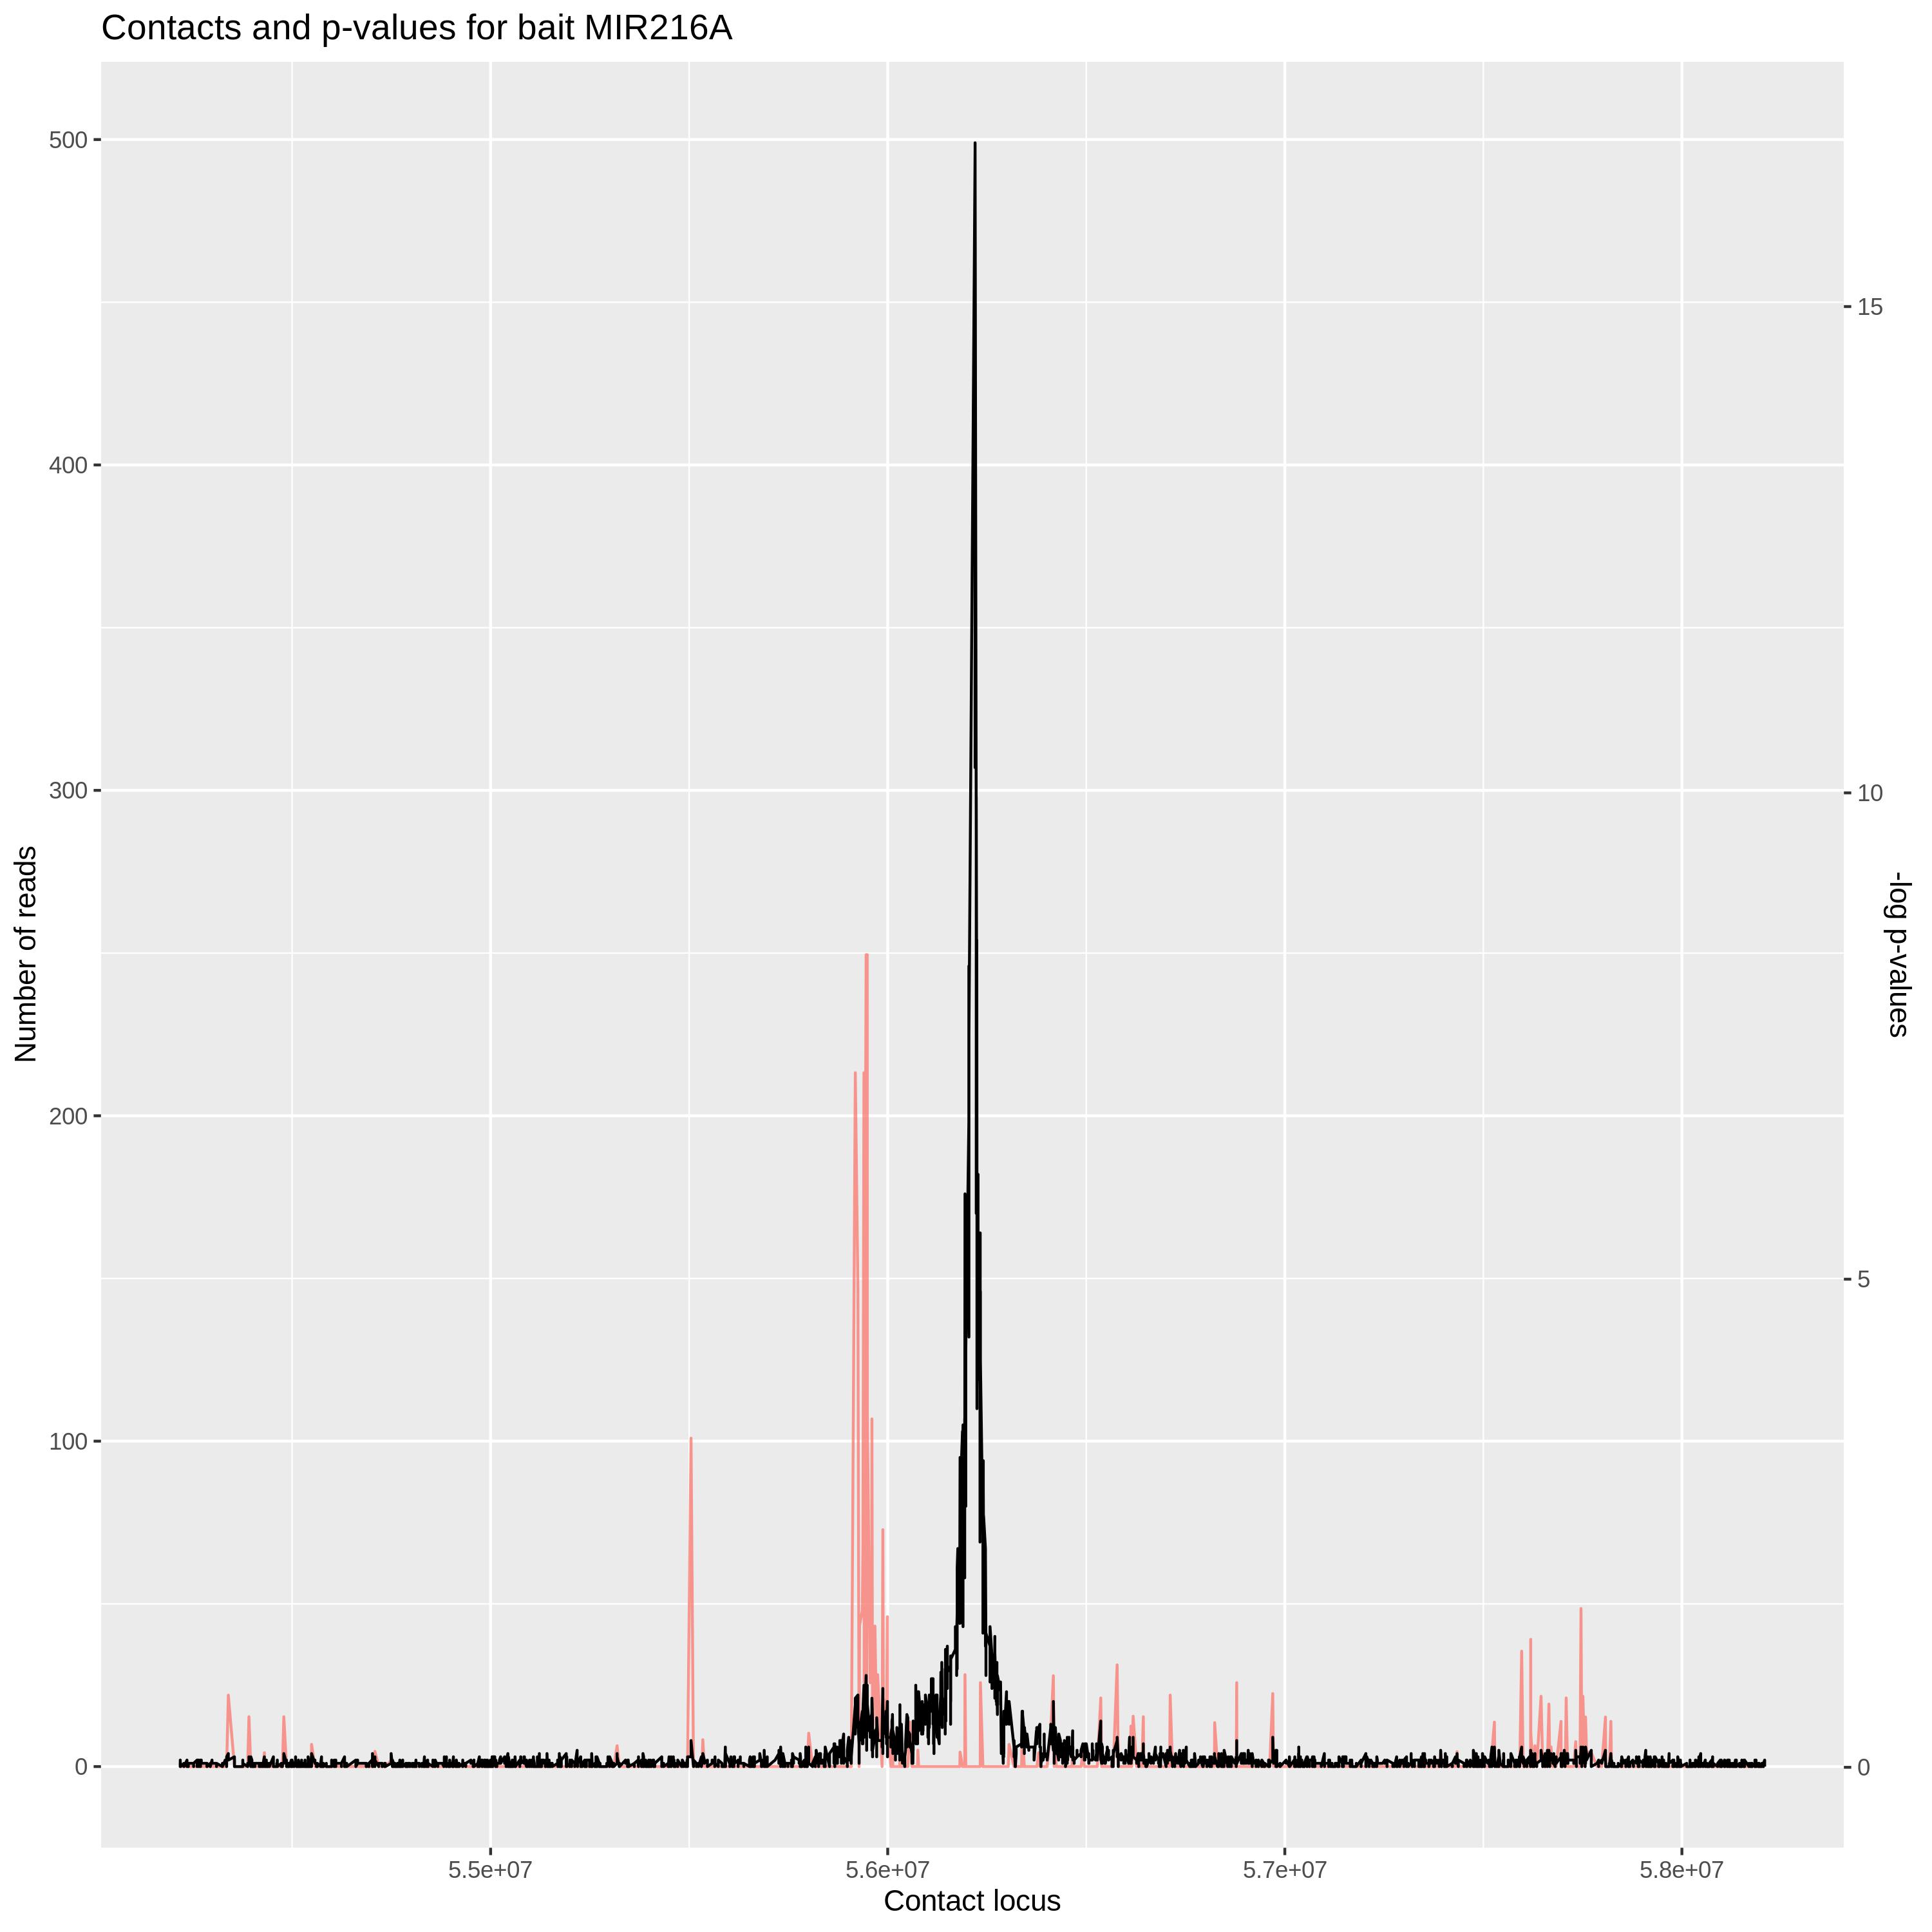 Contacts and p-values for bait MIR216A
500
400
300
200
100
0
Number of reads
15
10
5
0
-log p-values
5.5e+07
5.6e+07
5.7e+07
5.8e+07
Contact locus